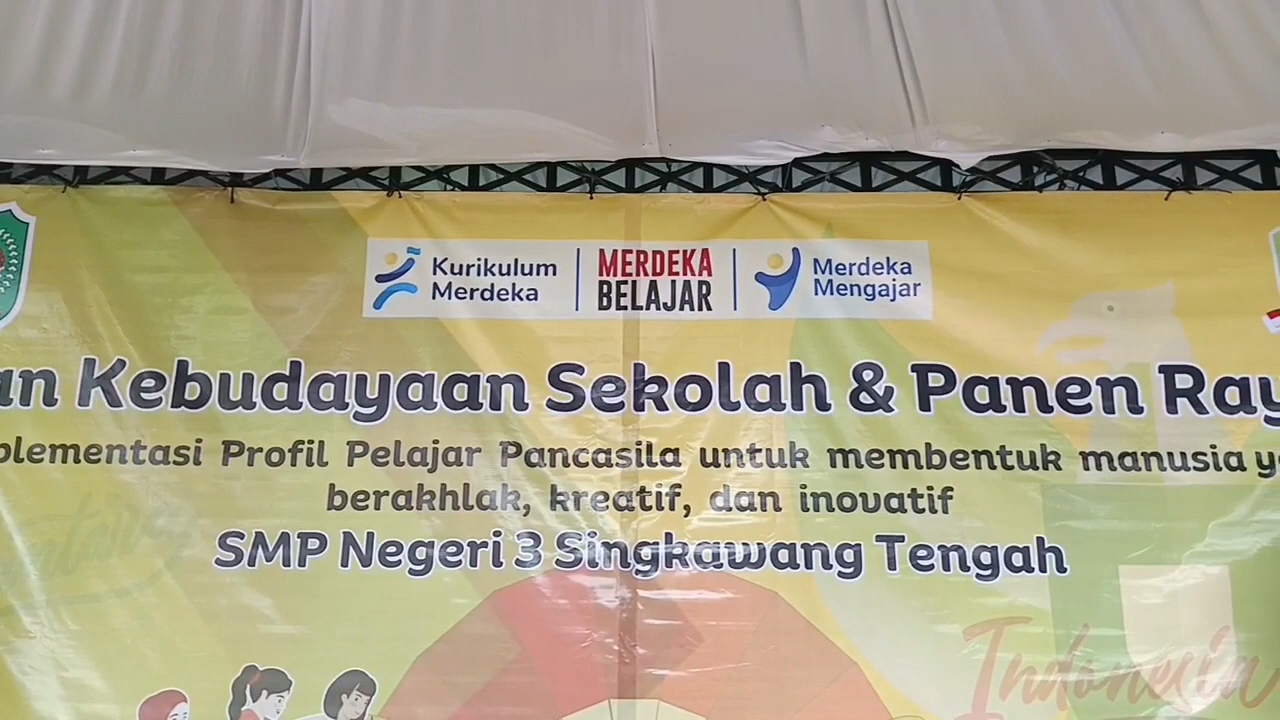 Kurikulum Merdeka
MERDEKA BELAJAR
Merdeka Mengajar
Kebudayaan Sekolah & Panen
Profil Pelajar Pancasila untuk membentuk manusia
berakhlak, kreatif, dan inovatif
SMP Negeri 3 Singkawang Tengah
Indonesia